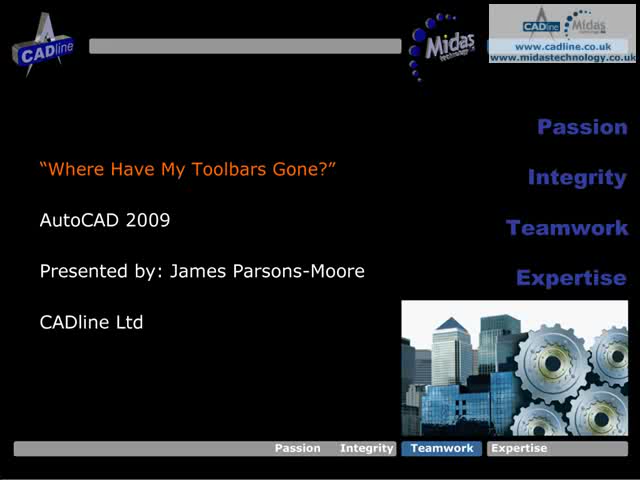 CADline
Midas
technology
CADline
Midas
www.cadline.co.uk
www.midastechnology.co.uk
Passion
“Where Have My Toolbars Gone?”
Integrity
AutoCAD 2009
Teamwork
Presented by: James Parsons-Moore
Expertise
CADline Ltd
Passion Integrity Teamwork Expertise